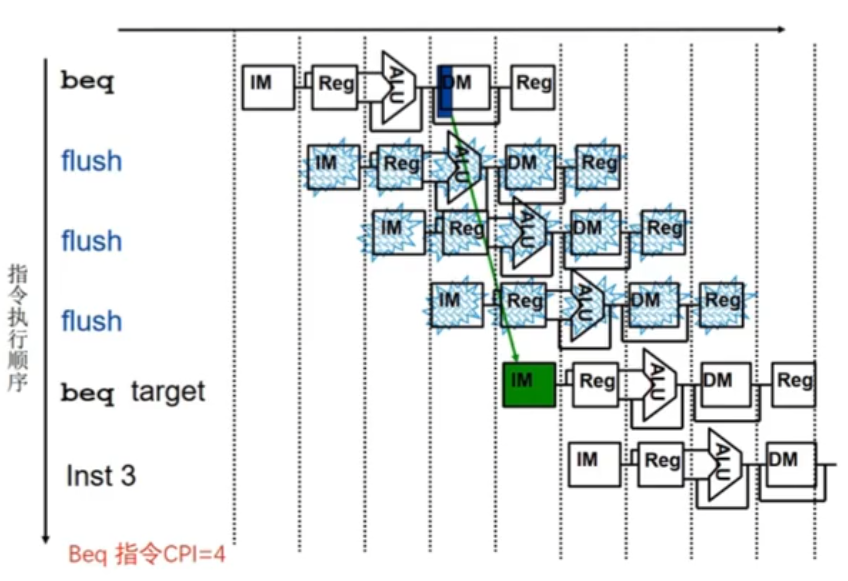 beq IM Reg ALU DM Reg
flush IM Reg ALU DM Reg
flush IM Reg ALU DM Reg
flush IM Reg ALU DM Reg
beq target IM Reg ALU DM Reg
Inst 3 IM Reg ALU DM
指令执行顺序
Beq 指令CPI=4